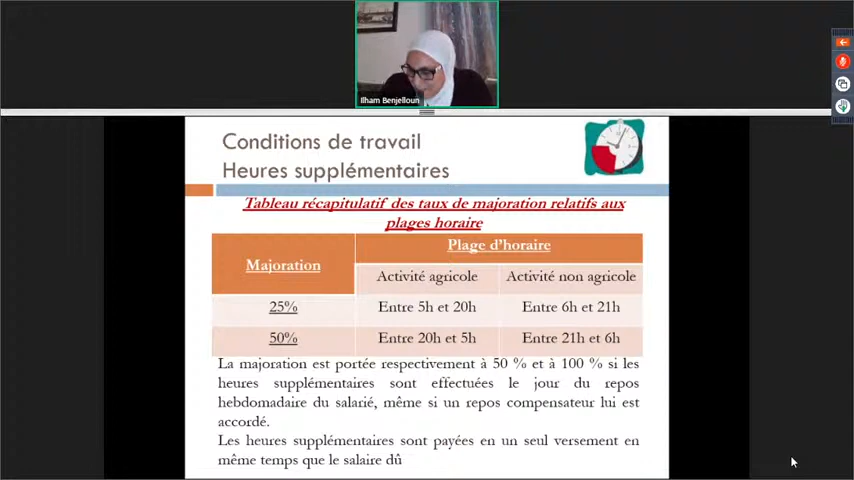 Ilham Benjelloun
Conditions de travail
Heures supplémentaires
Tableau récapitulatif des taux de majoration relatifs aux
plages horaire
Majoration
Plage d’horaire
Activité agricole
Activité non agricole
25%
Entre 5h et 20h
Entre 6h et 21h
50%
Entre 20h et 5h
Entre 21h et 6h
La majoration est portée respectivement à 50 % et à 100 % si les
heures supplémentaires sont effectuées le jour du repos
hebdomadaire du salarié, même si un repos compensateur lui est
accordé.
Les heures supplémentaires sont payées en un seul versement en
même temps que le salaire dû